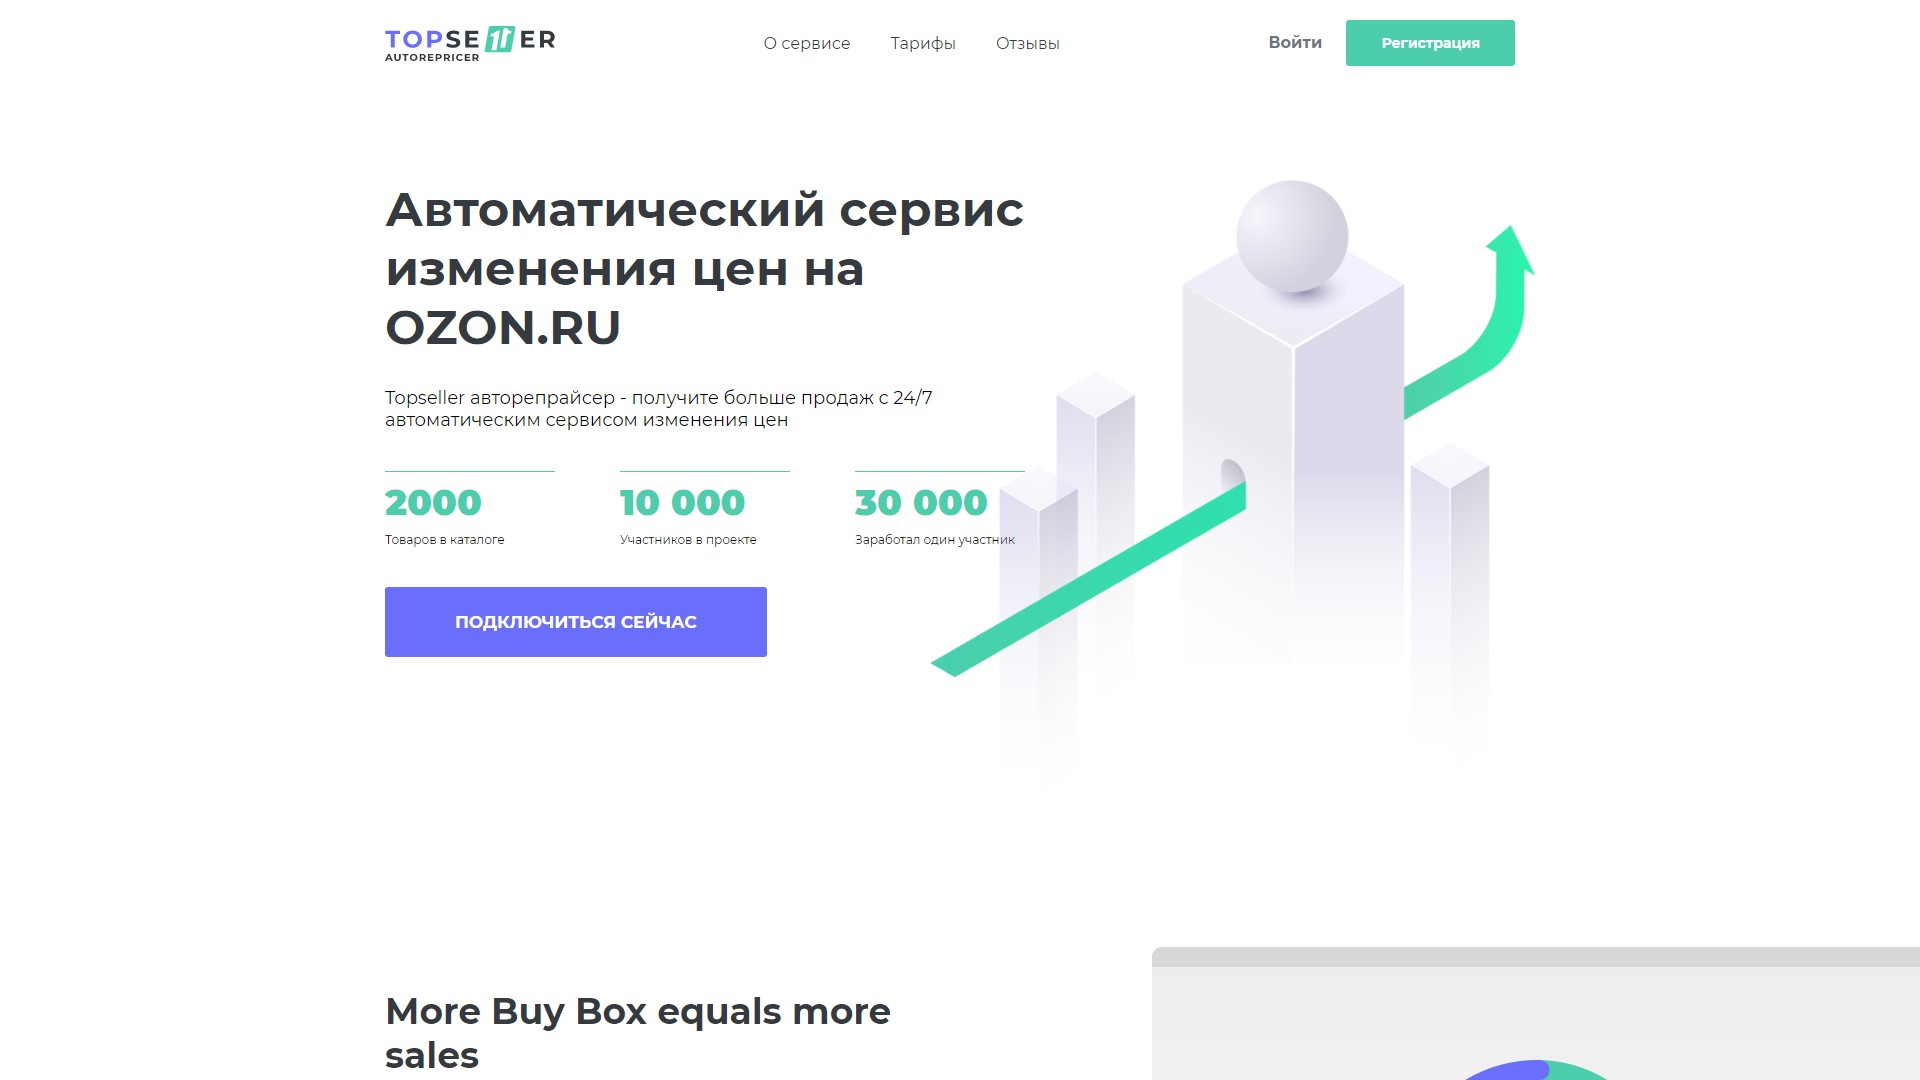 TOPSELLER
AUTOREPRICER
О сервисе
Тарифы
Отзывы
Войти
Регистрация
Автоматический сервис
изменения цен на
OZON.RU
Topseller авторепрайсер - получите больше продаж с 24/7
автоматическим сервисом изменения цен
2000
10 000
30 000
Товаров в каталоге
Участников в проекте
Заработал один участник
ПОДКЛЮЧИТЬСЯ СЕЙЧАС
More Buy Box equals more
sales